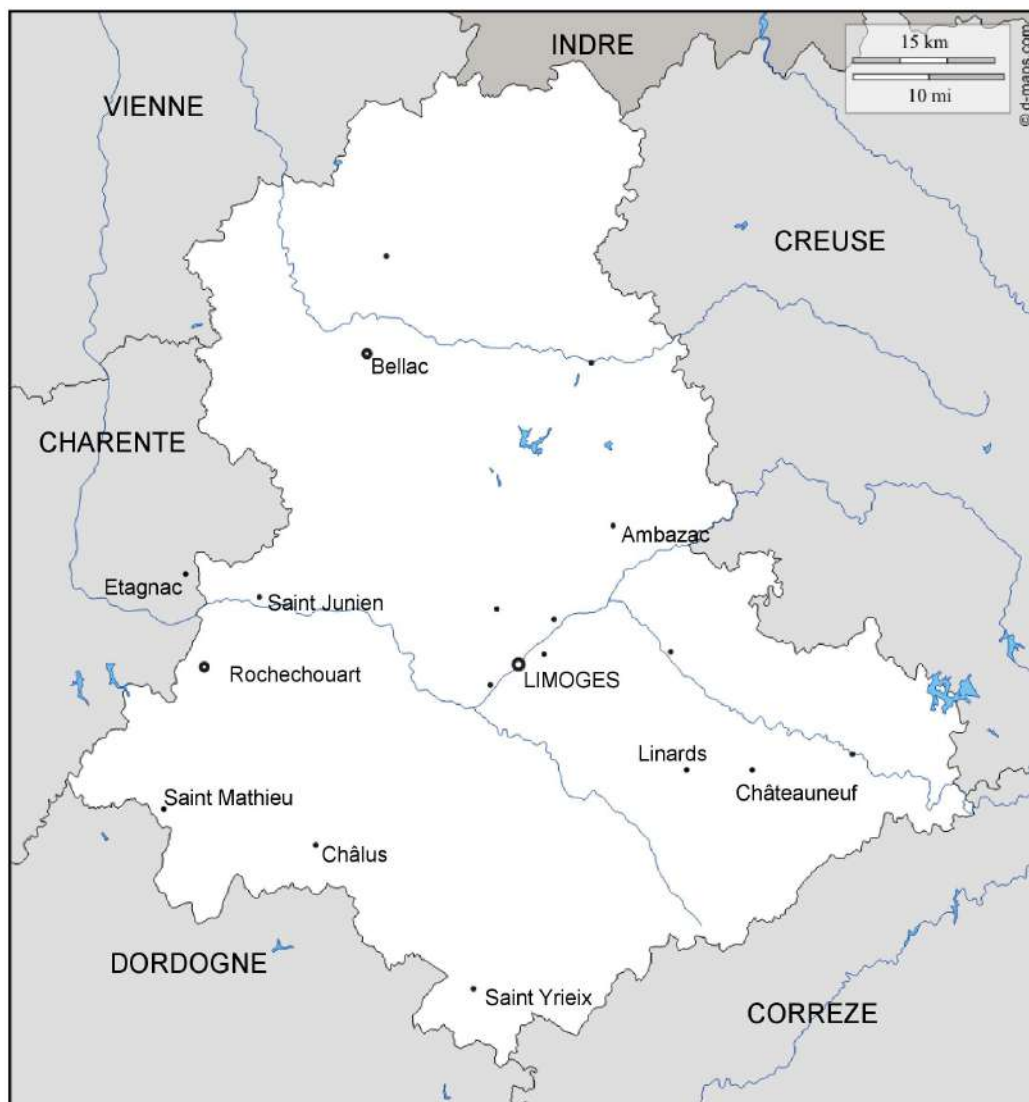 INDRE
15 km
10 mi
© d-maps.com
VIENNE
CREUSE
Bellac
CHARENTE
Ambazac
Etagnac
Saint Junien
Rochechouart
LIMOGES
Linards
Châteauneuf
Saint Mathieu
Châlus
DORDOGNE
Saint Yrieix
CORREZE